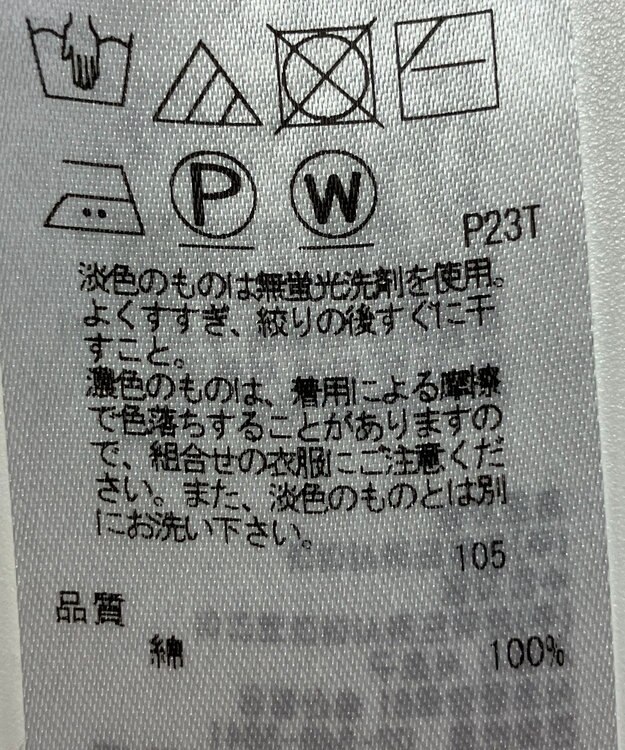 P
W
P23T
淡色のものは無蛍光洗剤を使用。
よくすすぎ、絞りの後すぐに干
すこと。
濃色のものは、着用による摩擦
で色落ちすることがありますの
で、組合せの衣服にご注意くだ
さい。また、淡色のものとは別
にお洗い下さい。
105
品質
綿 100%